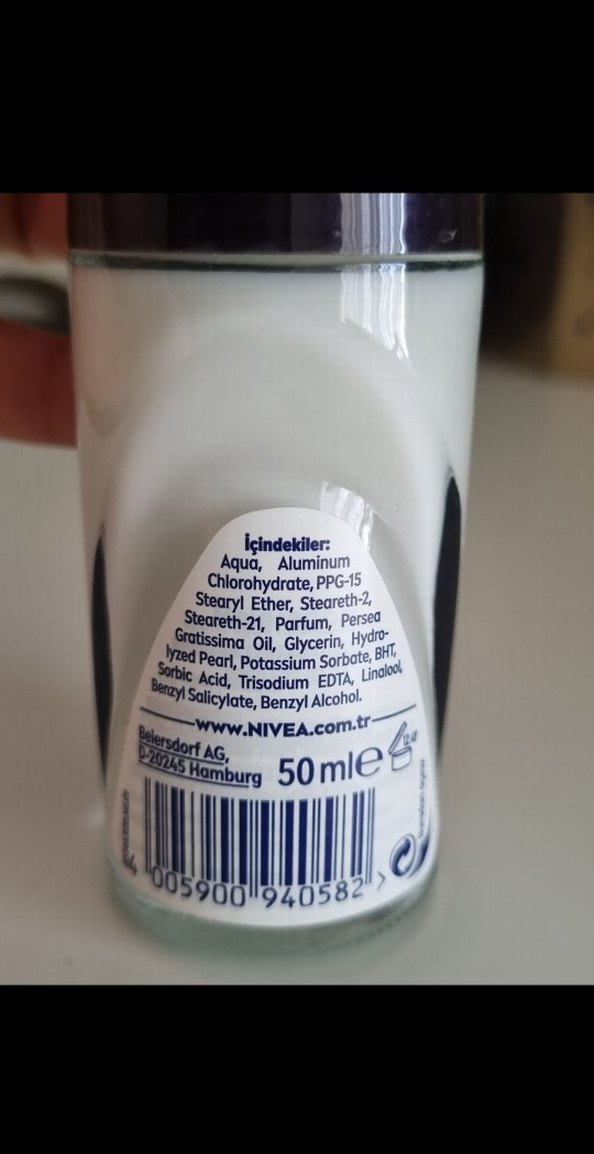 İçindekiler:
Aqua, Aluminum
Chlorohydrate, PPG-15
Stearyl Ether, Steareth-2,
Steareth-21, Parfum, Persea
Gratissima Oil, Glycerin, Hydro-
lyzed Pearl, Potassium Sorbate, BHT,
Sorbic Acid, Trisodium EDTA, Linalool,
Benzyl Salicylate, Benzyl Alcohol.
www.NIVEA.com.tr
Beiersdorf AG,
D-20245 Hamburg
50 ml e
4 005900 940582 >